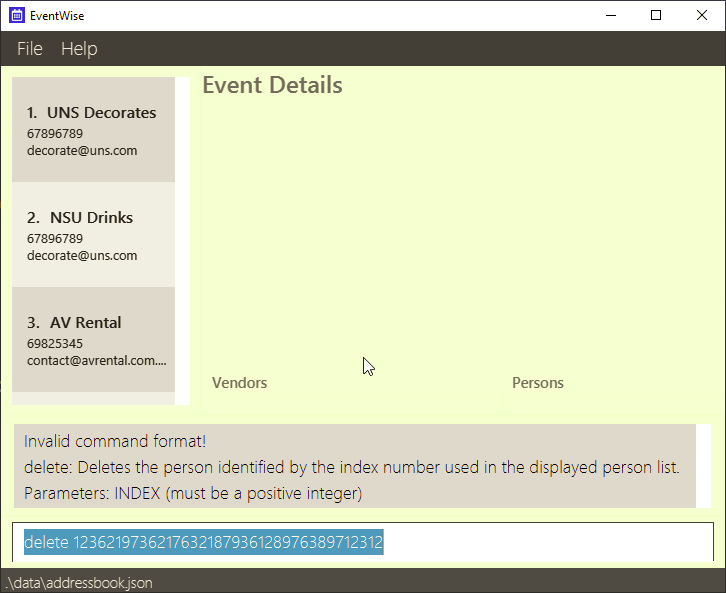 EventWise
File Help
Event Details
1. UNS Decorates
67896789
decorate@uns.com
2. NSU Drinks
67896789
decorate@uns.com
3. AV Rental
69825345
contact@avrental.com....
Vendors
Persons
Invalid command format!
delete: Deletes the person identified by the index number used in the displayed person list.
Parameters: INDEX (must be a positive integer)
delete 12362197362176321879361289763897​12312
.\data\addressbook.json